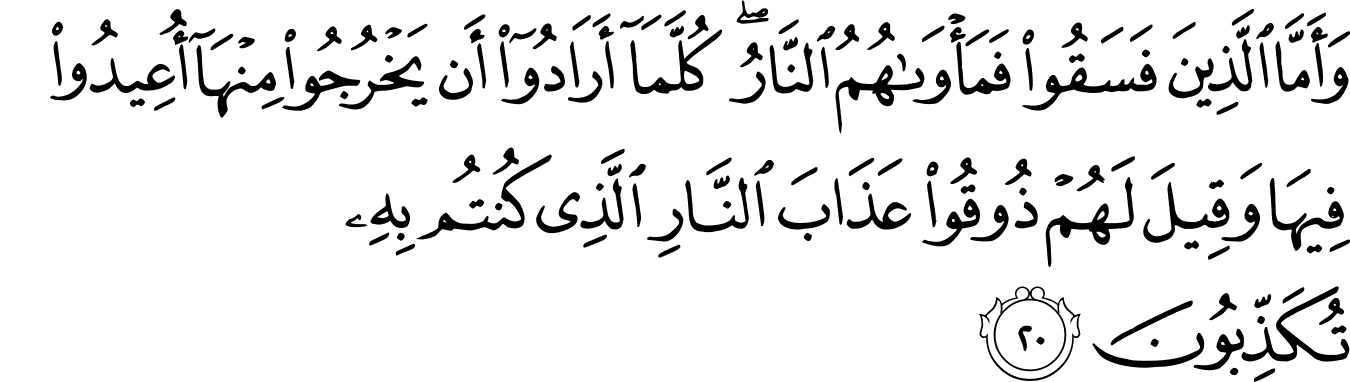 وَأَمَّا ٱلَّذِينَ فَسَقُوا۟ فَمَأْوَىٰهُمُ ٱلنَّارُ ۖ كُلَّمَآ أَرَادُوٓا۟ أَن يَخْرُجُوا۟ مِنْهَآ أُعِيدُوا۟
فِيهَا وَقِيلَ لَهُمْ ذُوقُوا۟ عَذَابَ ٱلنَّارِ ٱلَّذِى كُنتُم بِهِۦ
تُكَذِّبُونَ ٢٠